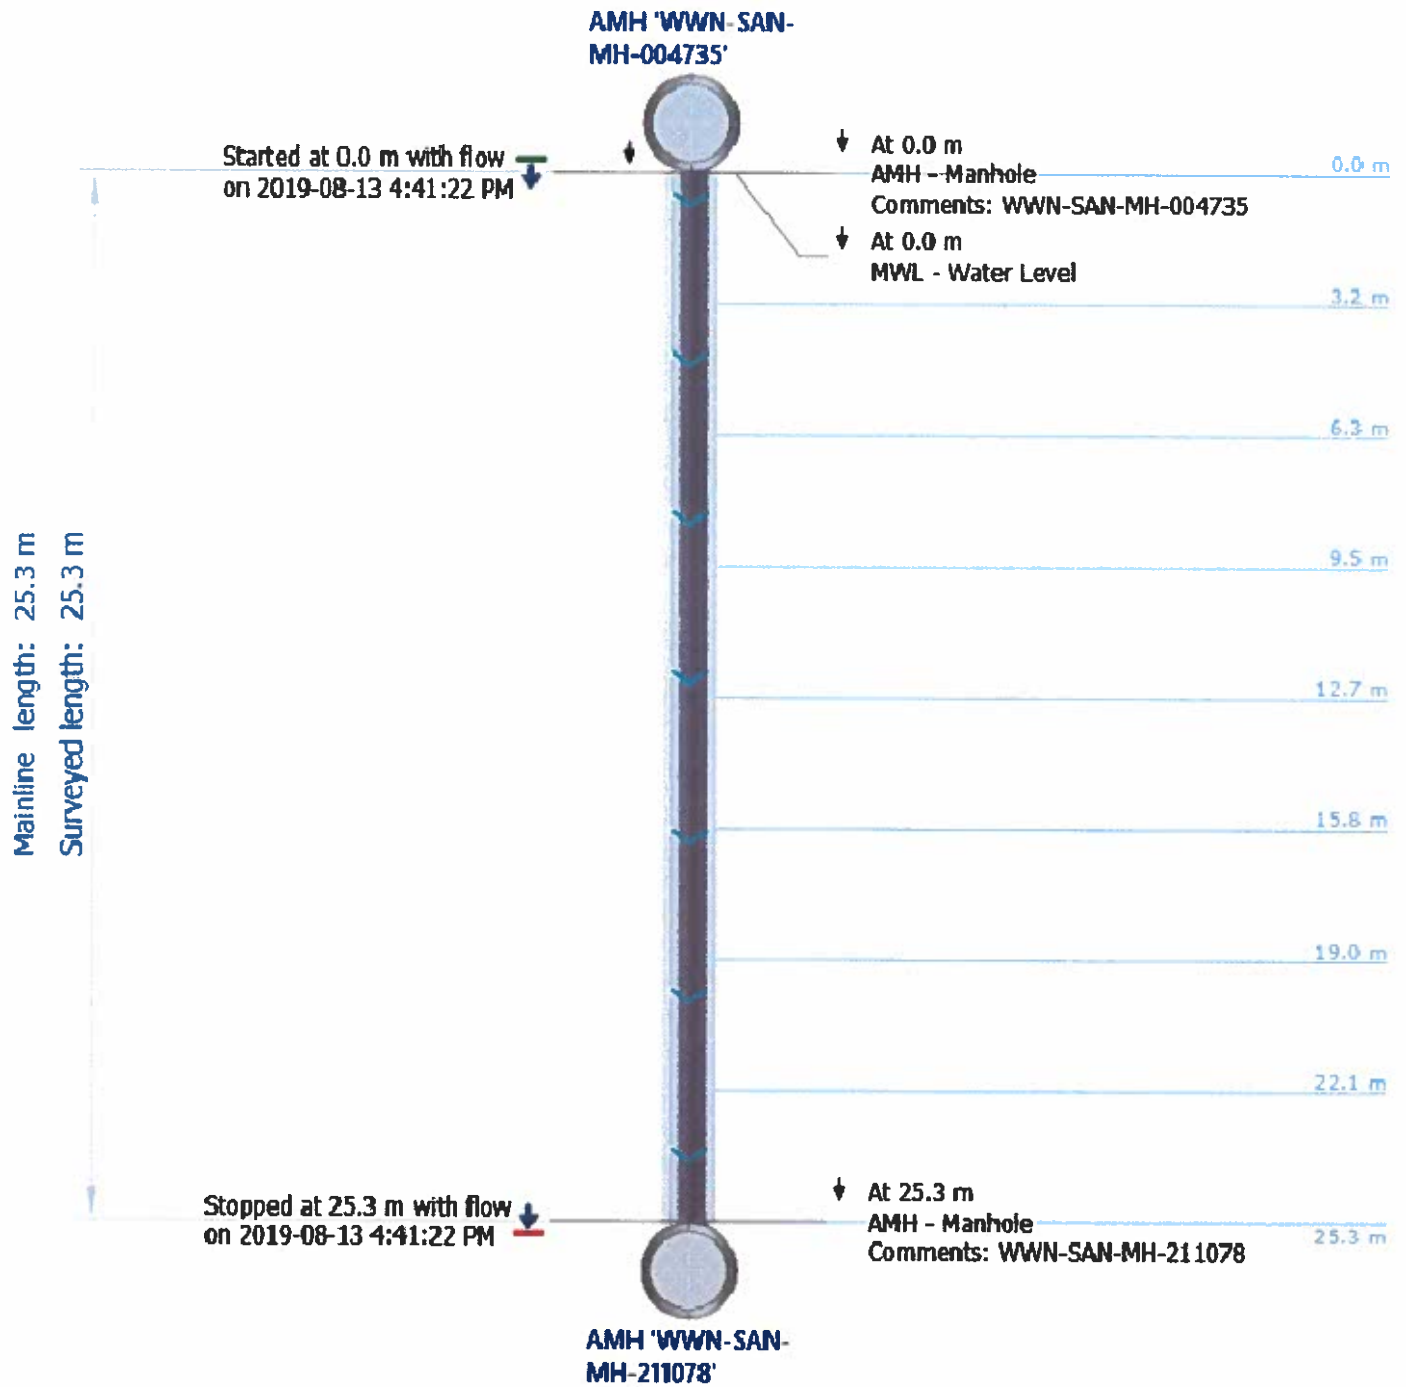 AMH 'WWN-SAN-
MH-004735'
Started at 0.0 m with flow
on 2019-08-13 4:41:22 PM
At 0.0 m
AMH - Manhole
Comments: WWN-SAN-MH-004735
At 0.0 m
MWL - Water Level
0.0 m
3.2 m
6.3 m
9.5 m
12.7 m
15.8 m
19.0 m
22.1 m
25.3 m
Mainline length: 25.3 m
Surveyed length: 25.3 m
Stopped at 25.3 m with flow
on 2019-08-13 4:41:22 PM
At 25.3 m
AMH - Manhole
Comments: WWN-SAN-MH-211078
AMH 'WWN-SAN-
MH-211078'